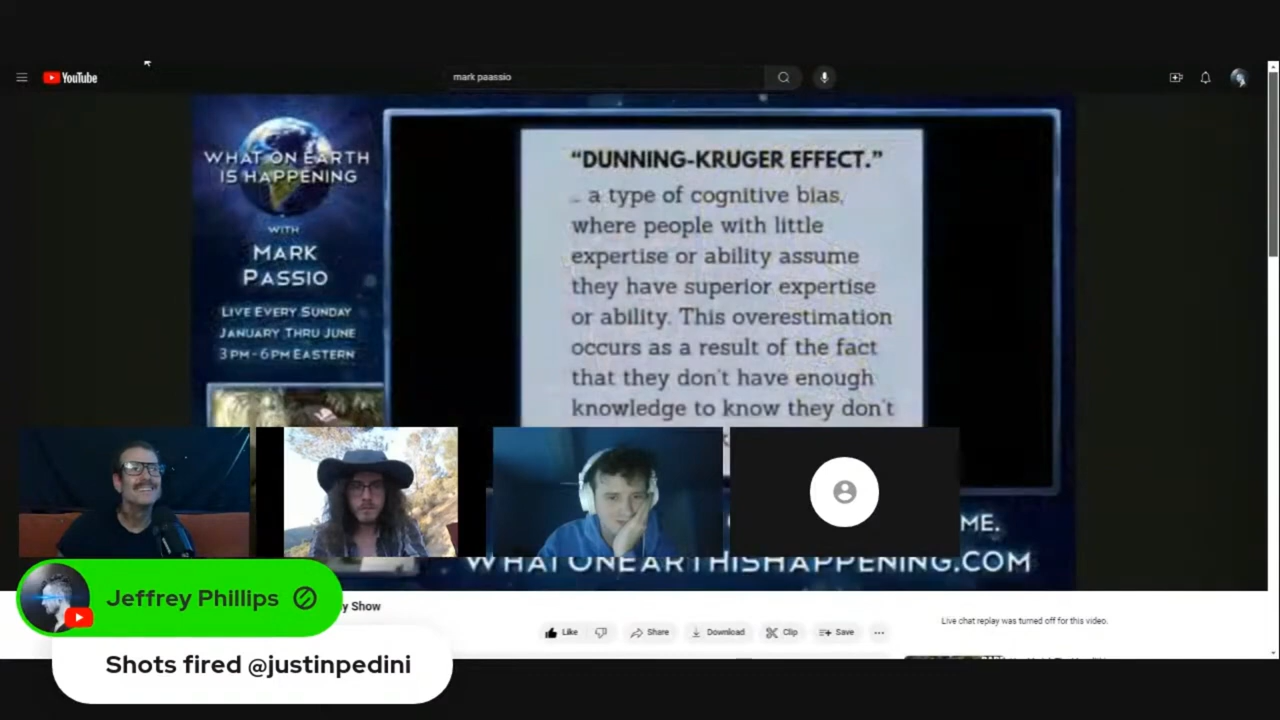 YouTube
mark paassio
WHAT ON EARTH
IS HAPPENING
WITH
MARK
PASSIO
LIVE EVERY SUNDAY
JANUARY THRU JUNE
3 PM - 6 PM EASTERN
“DUNNING-KRUGER EFFECT.”
.. a type of cognitive bias,
where people with little
expertise or ability assume
they have superior expertise
or ability. This overestimation
occurs as a result of the fact
that they don't have enough
knowledge to know they don't
ME.
WHATONEARTHISHAPPENING.COM
Jeffrey Phillips
Show
Like
Share
Download
Clip
Save
Live chat replay was turned off for this video.
Shots fired @justinpedini